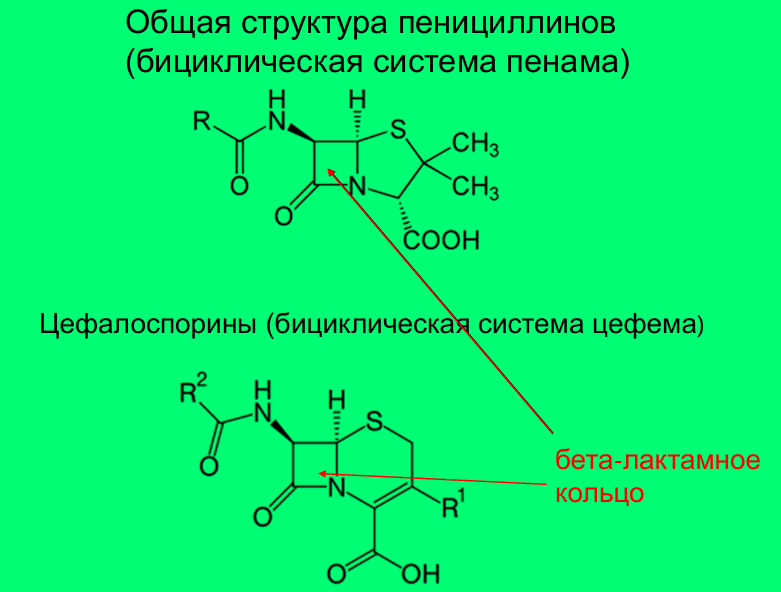 Общая структура пенициллинов
(бициклическая система пенама)
H
H
R
N
S
CH3
O
N
CH3
O
COOH
Цефалоспорины (бициклическая система цефема)
R2
H
H
N
S
O
бета-лактамное
кольцо
N
R1
O
O
OH